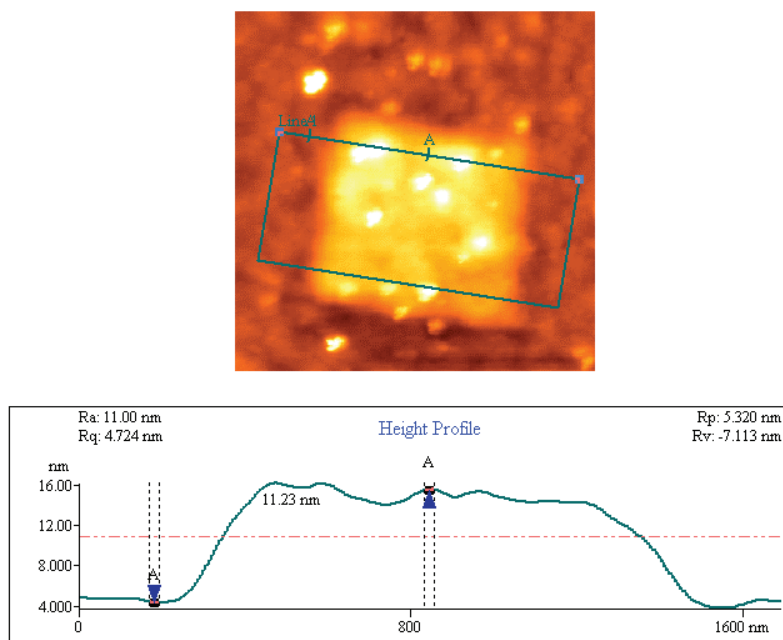 Line A
A
Ra: 11.00 nm
Rp: 5.320 nm
Rq: 4.724 nm
Height Profile
Rv: -7.113 nm
nm
A
16.00
11.23 nm
12.00
8.000
A
4.000
0
800
1600 nm